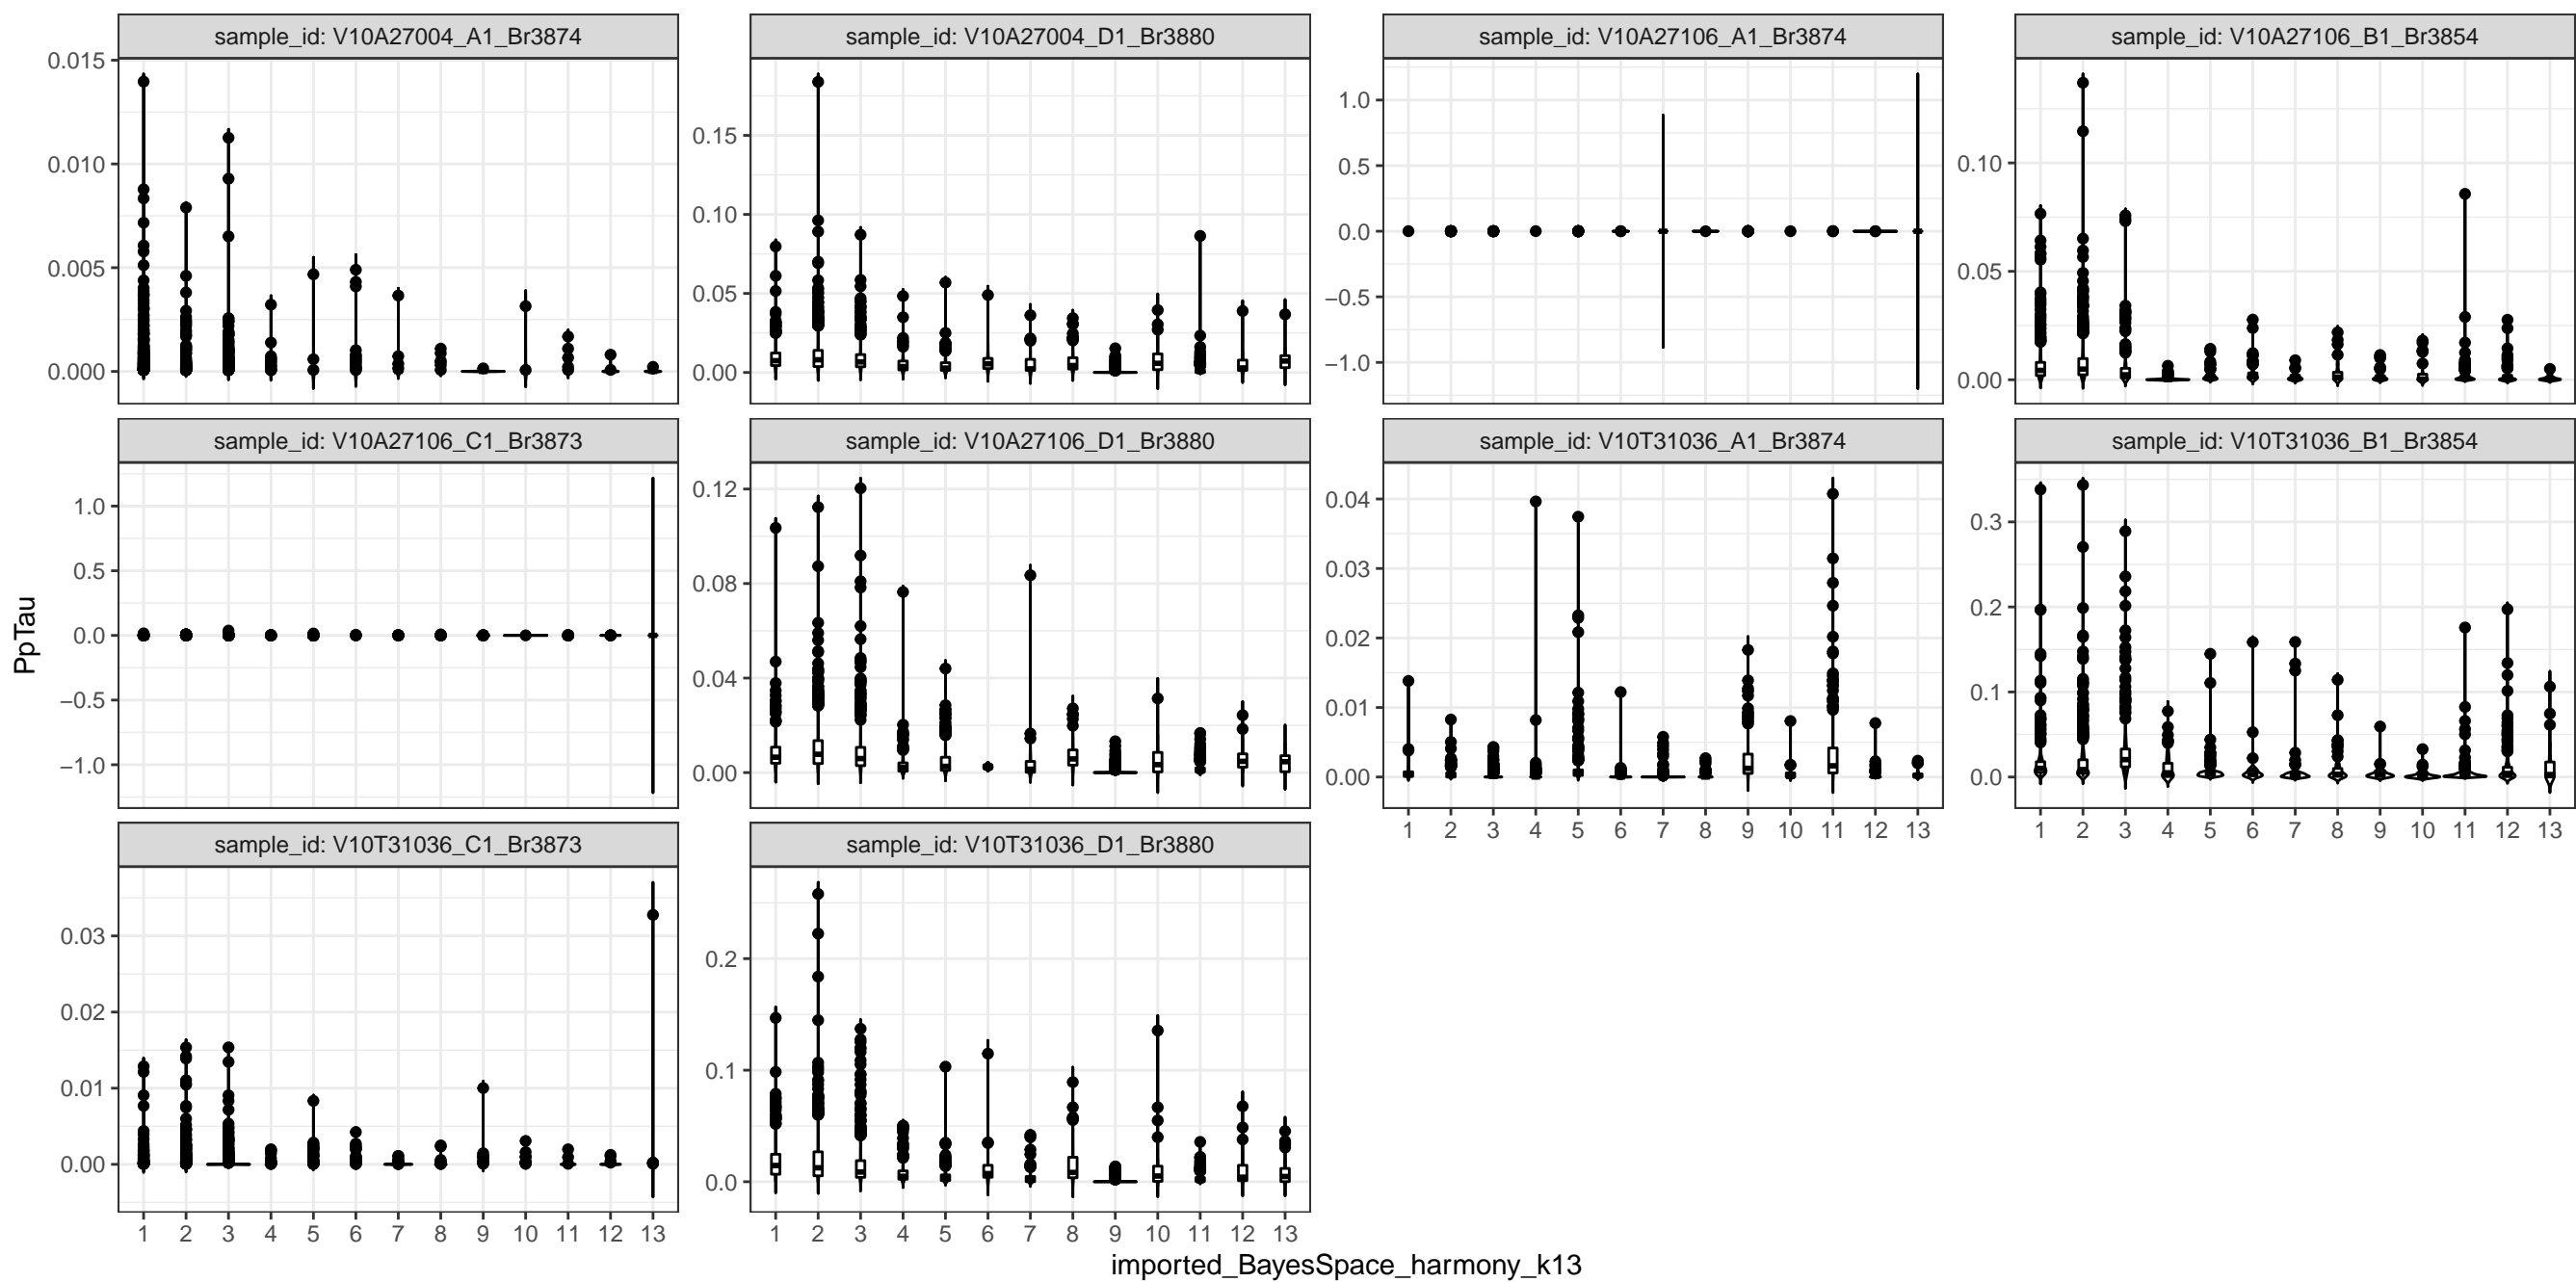 sample_id: V10A27004_A1_Br3874
sample_id: V10A27004_D1_Br3880
sample_id: V10A27106_A1_Br3874
sample_id: V10A27106_B1_Br3854
0.015
0.010
0.005
0.000
0.15
0.10
0.05
0.00
1.0
0.5
0.0
−0.5
−1.0
0.10
0.05
0.00
sample_id: V10A27106_C1_Br3873
sample_id: V10A27106_D1_Br3880
sample_id: V10T31036_A1_Br3874
sample_id: V10T31036_B1_Br3854
1.0
0.5
0.0
−0.5
−1.0
0.12
0.08
0.04
0.00
0.04
0.03
0.02
0.01
0.00
0.3
0.2
0.1
0.0
1 2 3 4 5 6 7 8 9 10 11 12 13
1 2 3 4 5 6 7 8 9 10 11 12 13
PpTau
sample_id: V10T31036_C1_Br3873
sample_id: V10T31036_D1_Br3880
0.03
0.02
0.01
0.00
0.2
0.1
0.0
1 2 3 4 5 6 7 8 9 10 11 12 13
1 2 3 4 5 6 7 8 9 10 11 12 13
imported_BayesSpace_harmony_k13